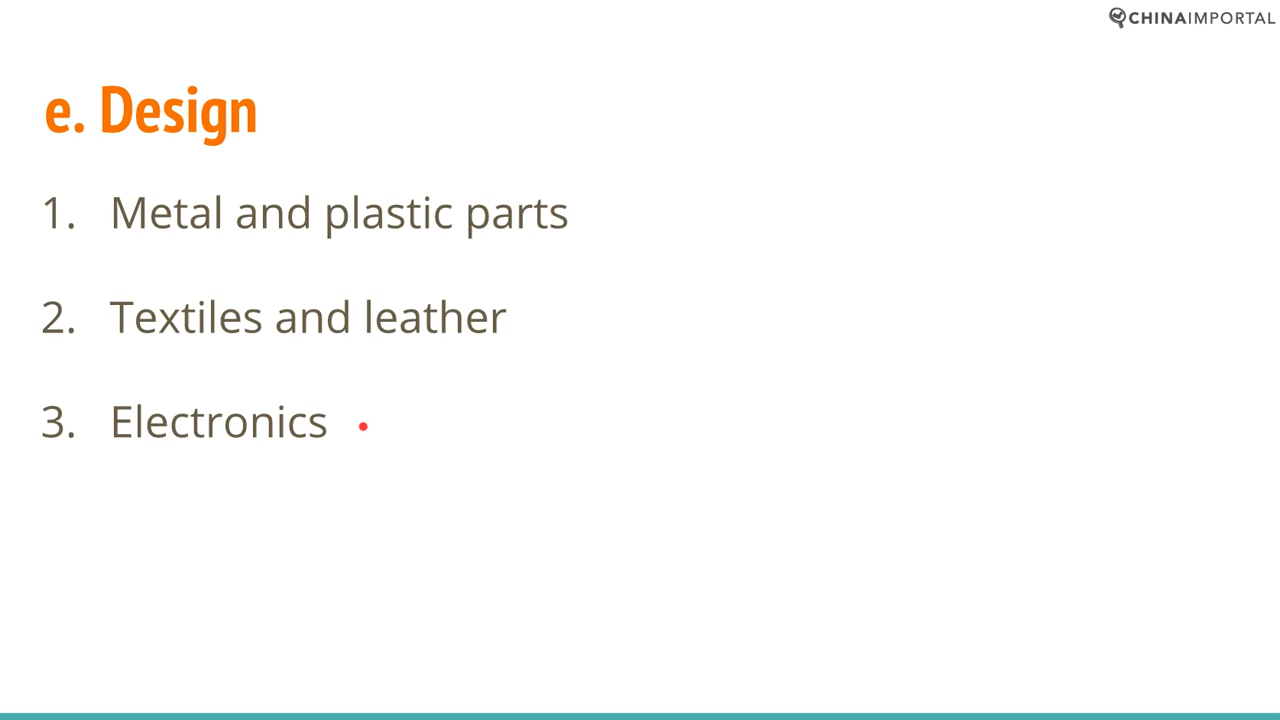 CHINAIMPORTAL
e. Design
1. Metal and plastic parts
2. Textiles and leather
3. Electronics